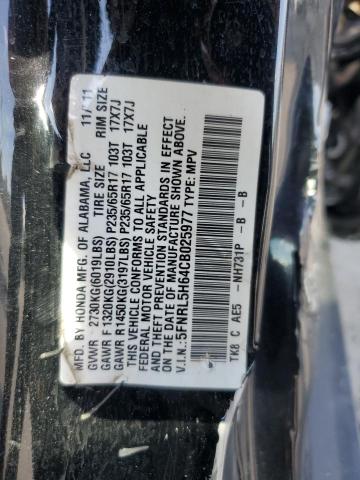 MFD. BY HONDA MFG. OF ALABAMA, LLC 11/11
TIRE SIZE RIM SIZE
GVWR 2730KG(6019LBS)
GAWR F 1320KG(2910LBS) P235/65R17 103T 17X7J
GAWR R1450KG(3197LBS) P235/65R17 103T 17X7J
THIS VEHICLE CONFORMS TO ALL APPLICABLE
FEDERAL MOTOR VEHICLE SAFETY
AND THEFT PREVENTION STANDARDS IN EFFECT
ON THE DATE OF MANUFACTURE SHOWN ABOVE.
V.I.N.:5FNRL5H64CB025977 TYPE: MPV
TK8 C AE5 -NH731P -B -B